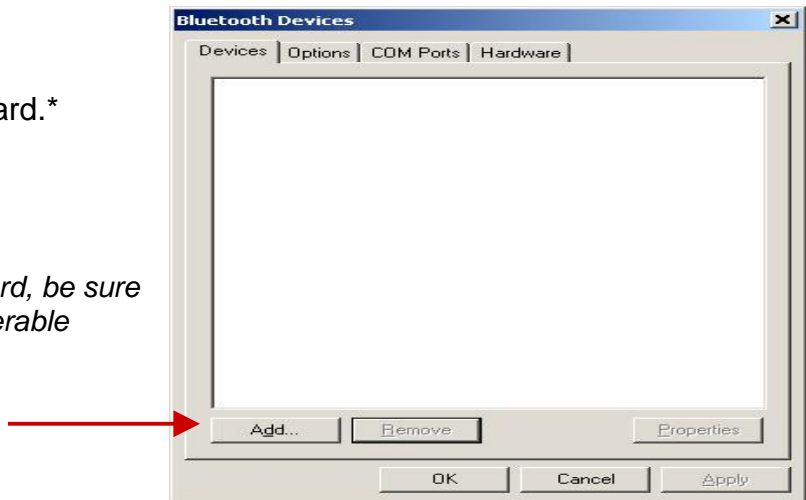 Bluetooth Devices
Devices Options COM Ports Hardware
ard.*
rd, be sure
erable
Add... Remove Properties
OK Cancel Apply